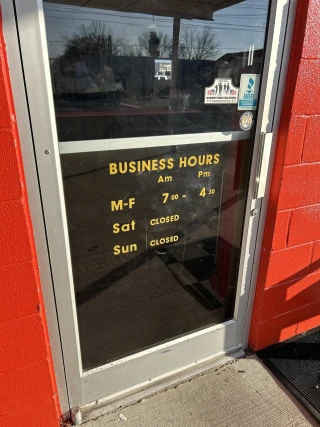 BUSINESS HOURS
Am Pm
M-F 7 00 - 4 30
Sat CLOSED
Sun CLOSED